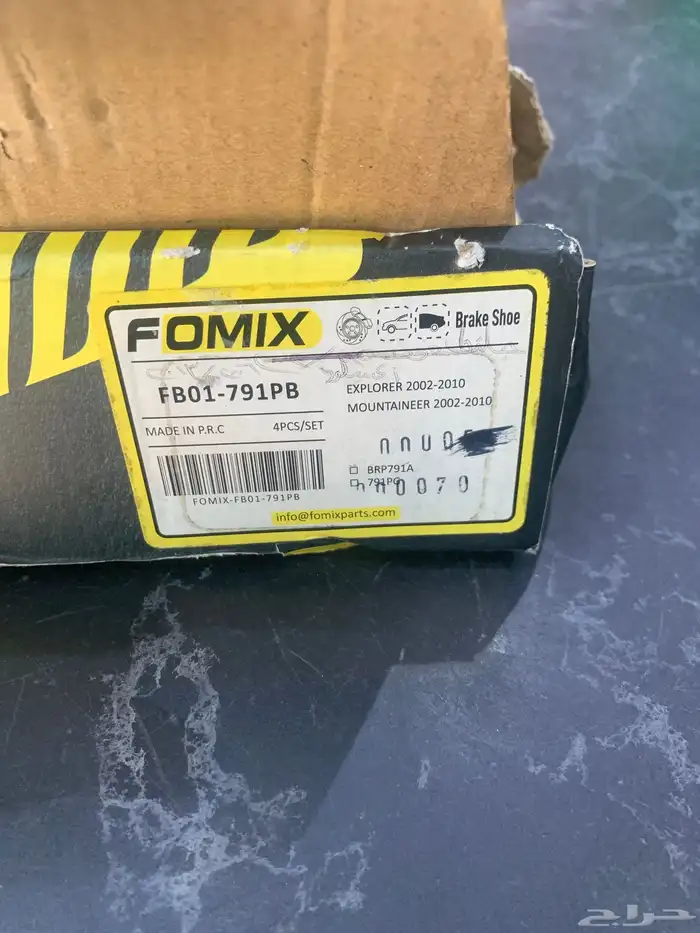 FOMIX
Brake Shoe
FB01-791PB
EXPLORER 2002-2010
MOUNTAINEER 2002-2010
MADE IN P.R.C 4PCS/SET
BRP791A
791PG
0070
FOMIX-FB01-791PB
info@fomixparts.com
حراج